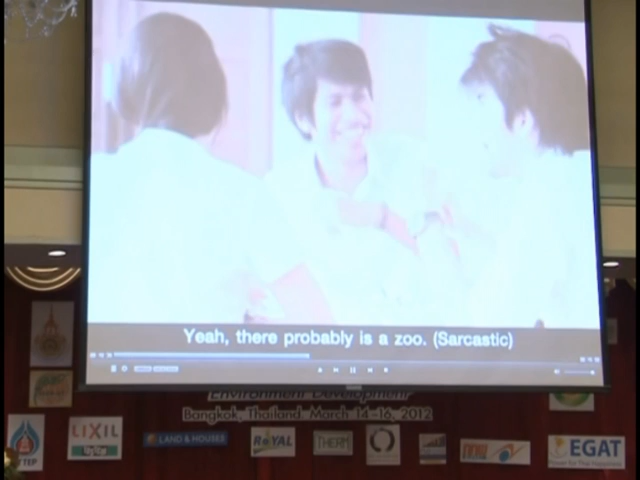 Yeah, there probably is a zoo. (Sarcastic)
Environment Development
Bangkok, Thailand. March 14-16, 2012
LIXIL
LAND & HOUSES
ROYAL
THERM
EGAT